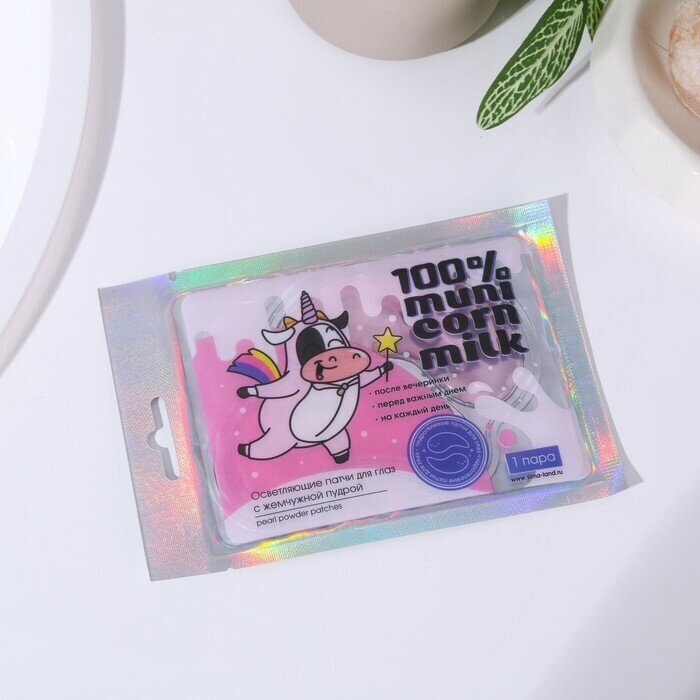 100%
muni
corn
milk
• после вечеринки
• перед важным днем
• на каждый день
1 пара
www.sima-land.ru
Осветляющие патчи для глаз
с жемчужной пудрой
pearl powder patches